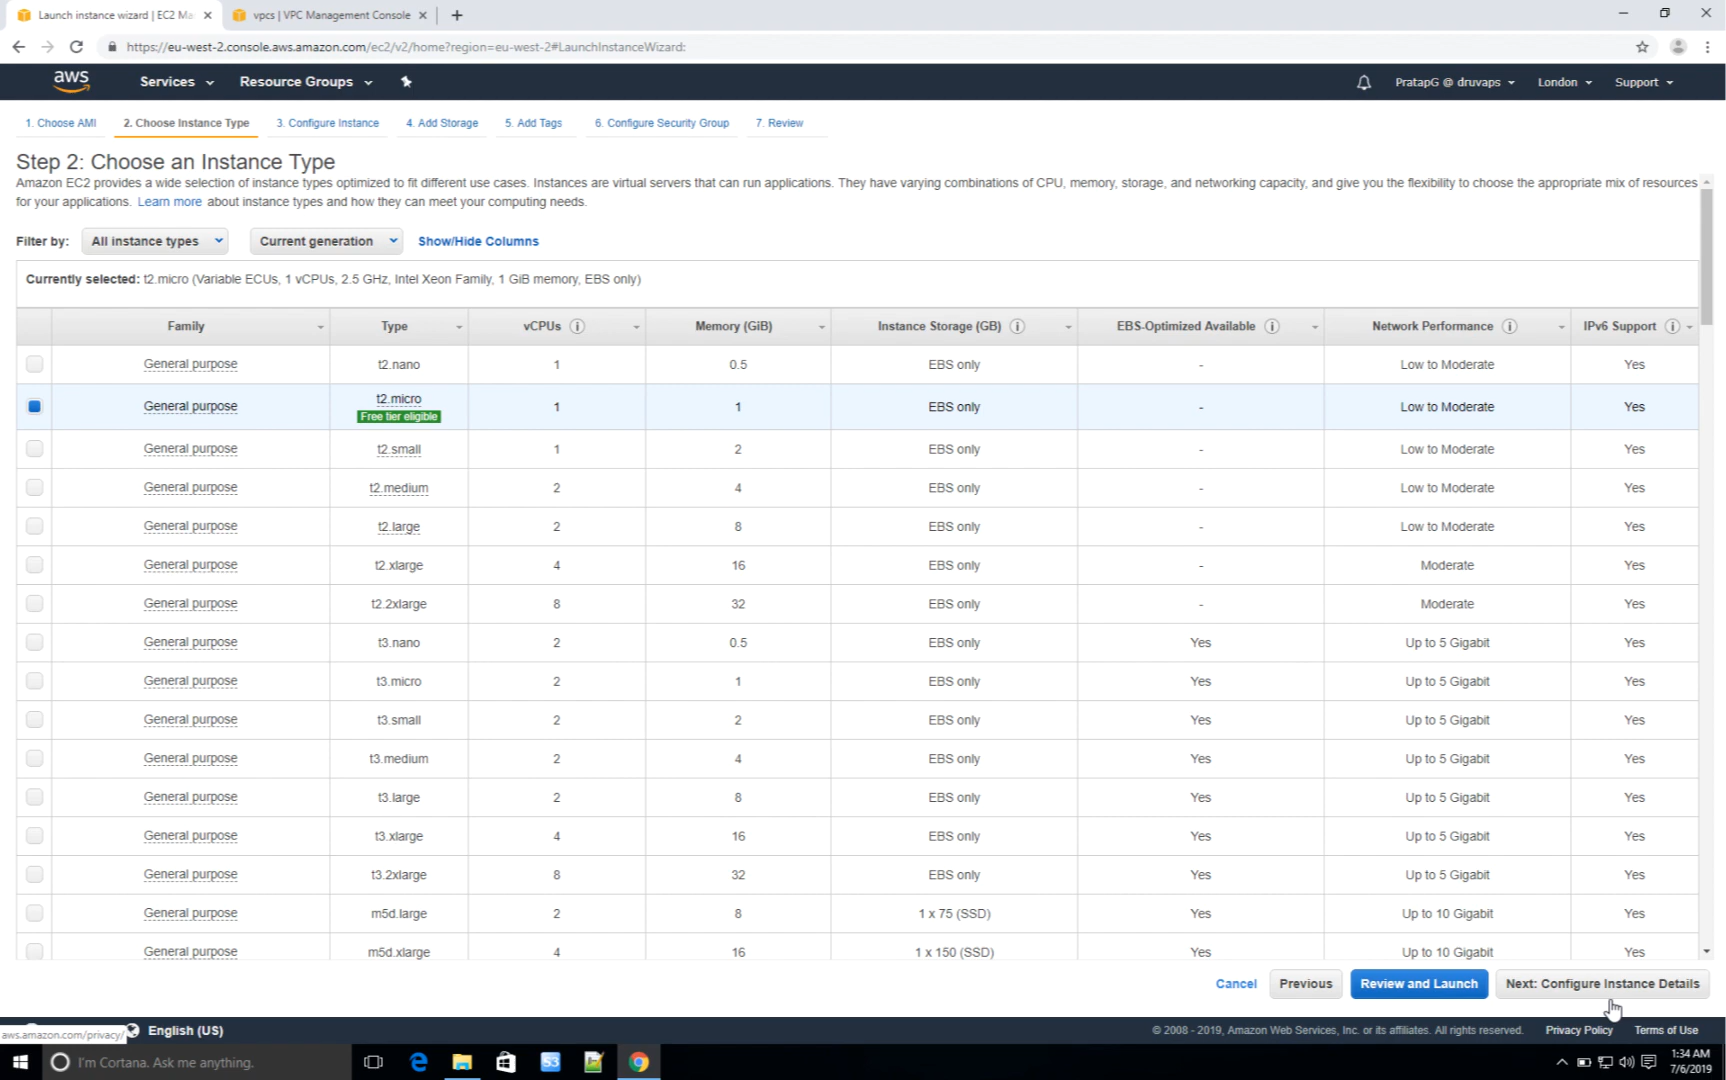 Launch instance wizard | EC2 Ma
vpcs | VPC Management Console
https://eu-west-2.console.aws.amazon.com/ec2/v2/home?region=eu-west-2#LaunchInstanceWizard:
aws
Services
Resource Groups
PratapG @ druvaps
London
Support
1. Choose AMI
2. Choose Instance Type
3. Configure Instance
4. Add Storage
5. Add Tags
6. Configure Security Group
7. Review
Step 2: Choose an Instance Type
Amazon EC2 provides a wide selection of instance types optimized to fit different use cases. Instances are virtual servers that can run applications. They have varying combinations of CPU, memory, storage, and networking capacity, and give you the flexibility to choose the appropriate mix of resources
for your applications. Learn more about instance types and how they can meet your computing needs.
Filter by: All instance types Current generation Show/Hide Columns
Currently selected: t2.micro (Variable ECUs, 1 vCPUs, 2.5 GHz, Intel Xeon Family, 1 GiB memory, EBS only)
Family Type vCPUs i Memory (GiB) Instance Storage (GB) i EBS-Optimized Available i Network Performance i IPv6 Support i
General purpose t2.nano 1 0.5 EBS only - Low to Moderate Yes
General purpose t2.micro 1 1 EBS only - Low to Moderate Yes
Free tier eligible
General purpose t2.small 1 2 EBS only - Low to Moderate Yes
General purpose t2.medium 2 4 EBS only - Low to Moderate Yes
General purpose t2.large 2 8 EBS only - Low to Moderate Yes
General purpose t2.xlarge 4 16 EBS only - Moderate Yes
General purpose t2.2xlarge 8 32 EBS only - Moderate Yes
General purpose t3.nano 2 0.5 EBS only Yes Up to 5 Gigabit Yes
General purpose t3.micro 2 1 EBS only Yes Up to 5 Gigabit Yes
General purpose t3.small 2 2 EBS only Yes Up to 5 Gigabit Yes
General purpose t3.medium 2 4 EBS only Yes Up to 5 Gigabit Yes
General purpose t3.large 2 8 EBS only Yes Up to 5 Gigabit Yes
General purpose t3.xlarge 4 16 EBS only Yes Up to 5 Gigabit Yes
General purpose t3.2xlarge 8 32 EBS only Yes Up to 5 Gigabit Yes
General purpose m5d.large 2 8 1 x 75 (SSD) Yes Up to 10 Gigabit Yes
General purpose m5d.xlarge 4 16 1 x 150 (SSD) Yes Up to 10 Gigabit Yes
Cancel Previous Review and Launch Next: Configure Instance Details
aws.amazon.com/privacy/
English (US)
© 2008 - 2019, Amazon Web Services, Inc. or its affiliates. All rights reserved.
Privacy Policy
Terms of Use
I'm Cortana. Ask me anything.
S3
1:34 AM
7/6/2019